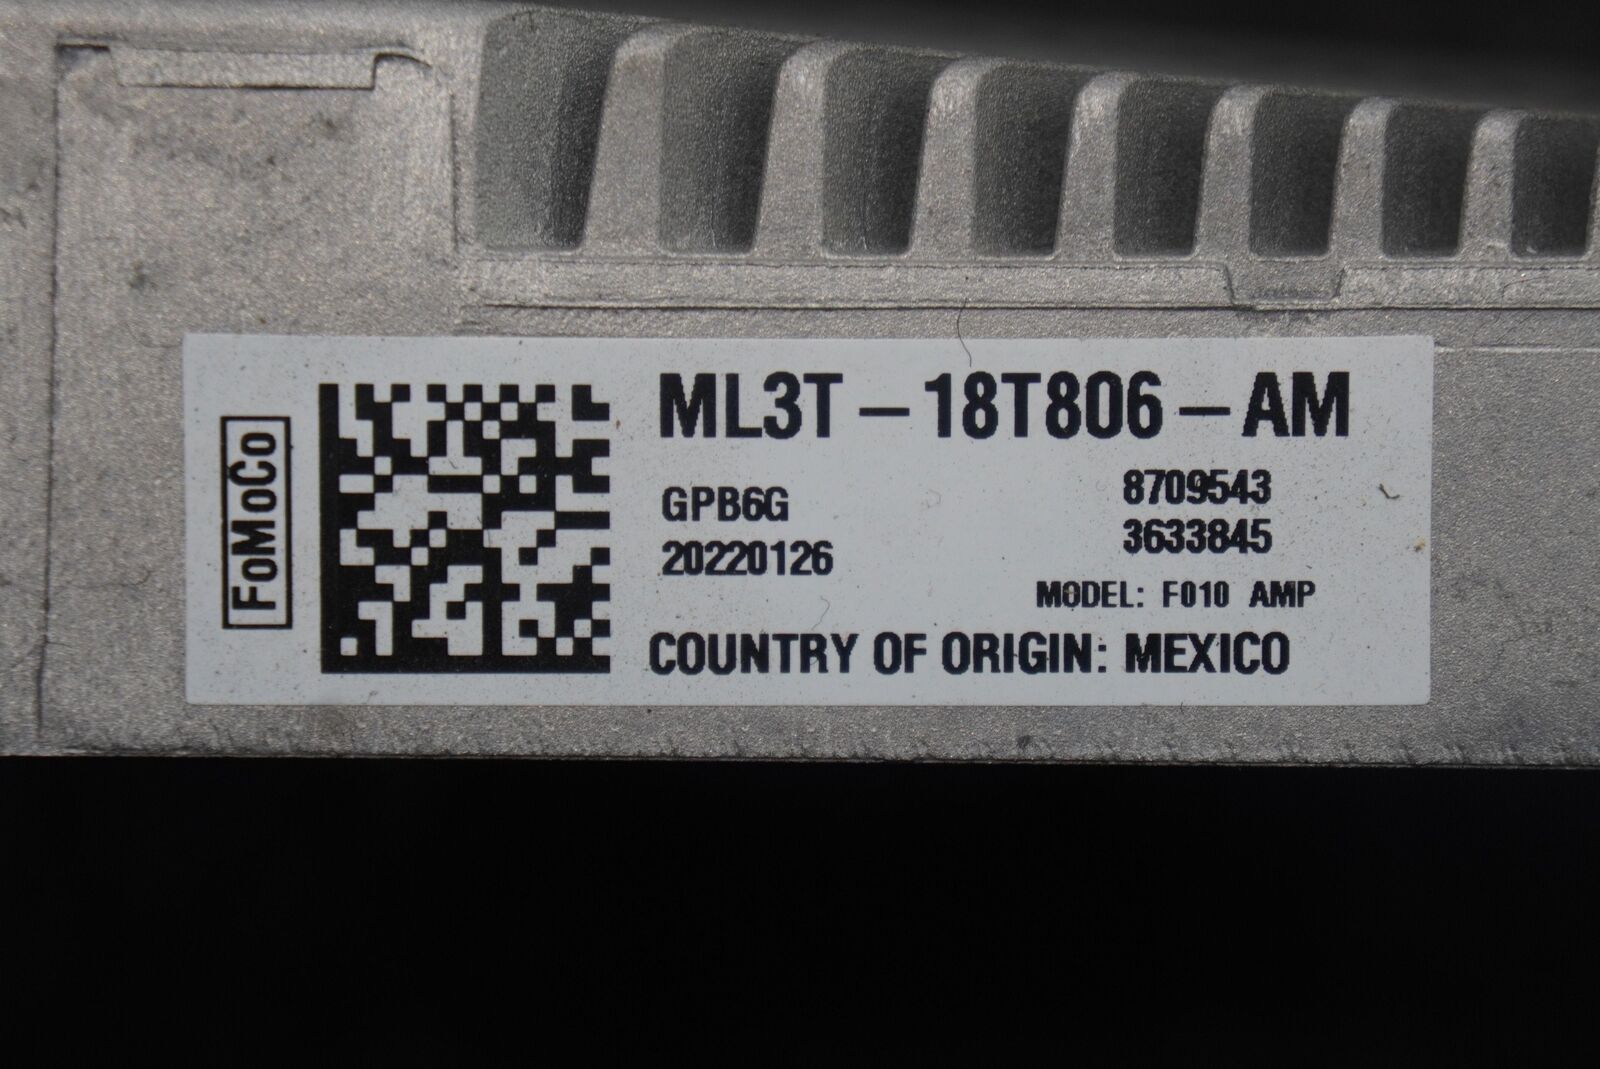 FoMoCo
ML3T-18T806-AM
GPB6G
8709543
20220126
3633845
MODEL: F010 AMP
COUNTRY OF ORIGIN: MEXICO